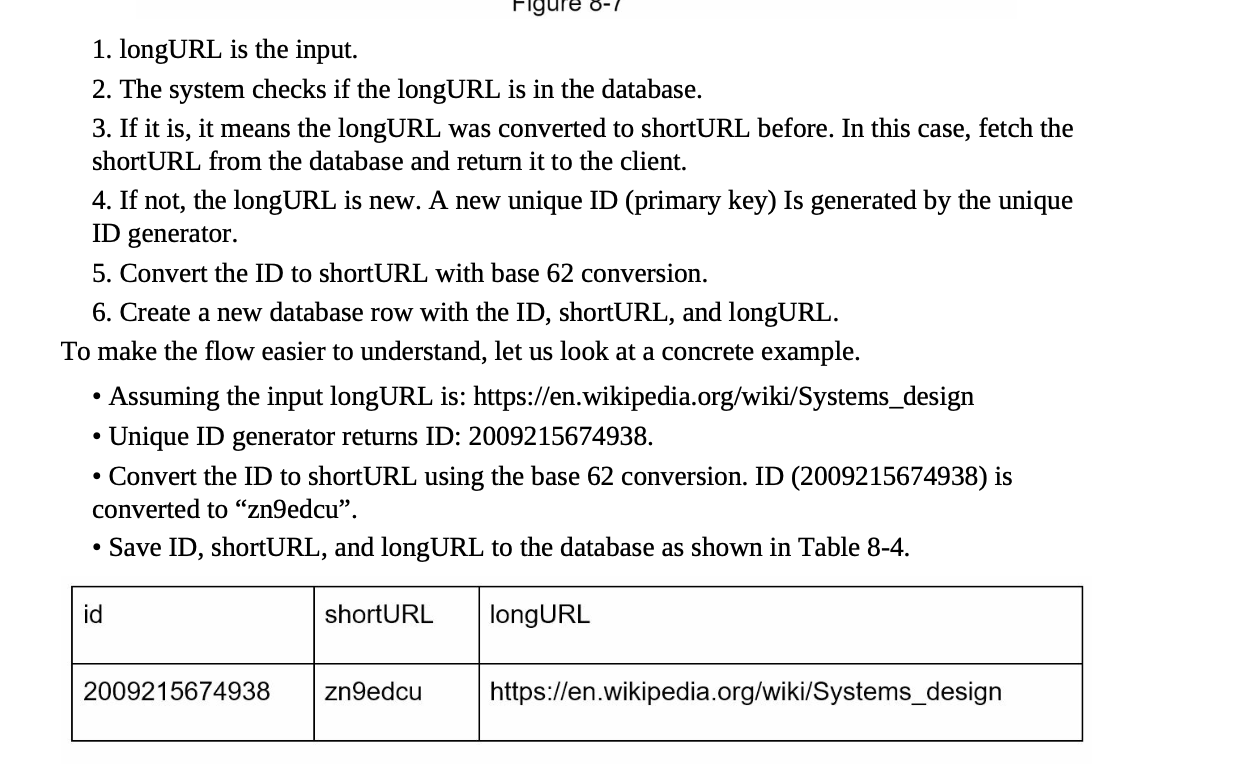 Figure 8-7
1. longURL is the input.
2. The system checks if the longURL is in the database.
3. If it is, it means the longURL was converted to shortURL before. In this case, fetch the
shortURL from the database and return it to the client.
4. If not, the longURL is new. A new unique ID (primary key) Is generated by the unique
ID generator.
5. Convert the ID to shortURL with base 62 conversion.
6. Create a new database row with the ID, shortURL, and longURL.
To make the flow easier to understand, let us look at a concrete example.
• Assuming the input longURL is: https://en.wikipedia.org/wiki/Systems_design
• Unique ID generator returns ID: 2009215674938.
• Convert the ID to shortURL using the base 62 conversion. ID (2009215674938) is
converted to “zn9edcu”.
• Save ID, shortURL, and longURL to the database as shown in Table 8-4.
id shortURL longURL
2009215674938 zn9edcu https://en.wikipedia.org/wiki/Systems_design